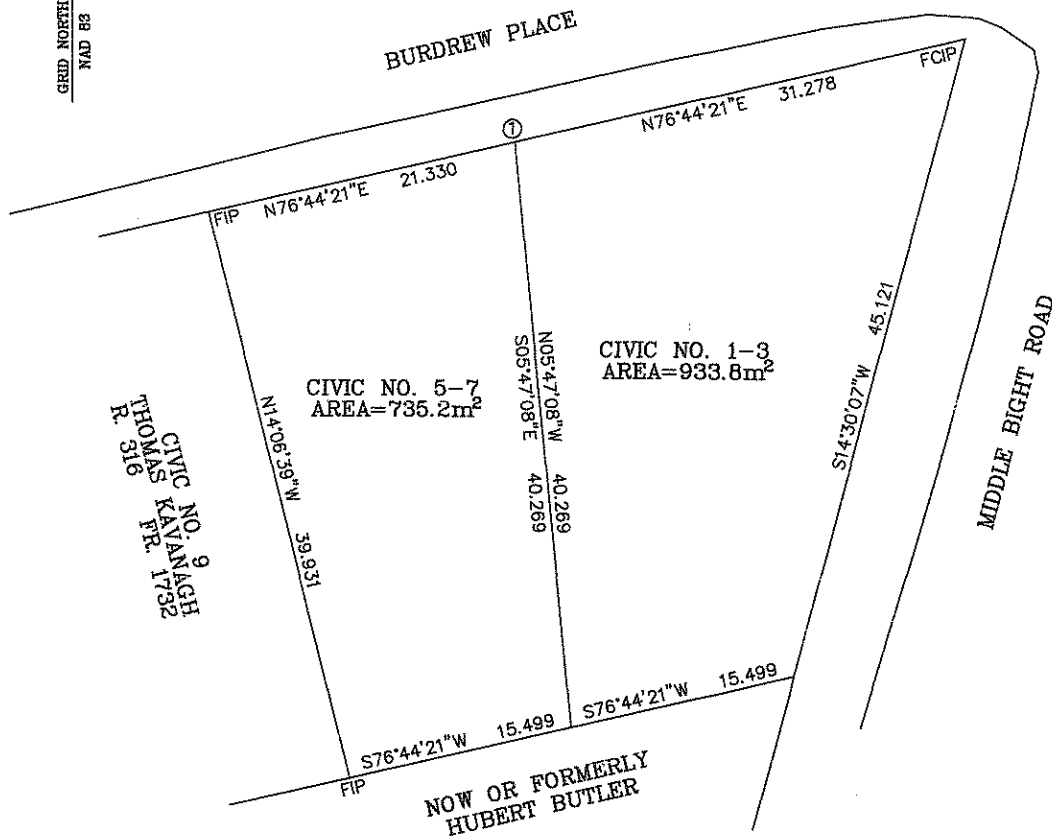 GRID NORTH
NAD 83
BURDREW PLACE
①
FCIP
N76°44'21"E 31.278
FIP N76°44'21"E 21.330
MIDDLE BIGHT ROAD
S14°30'07"W 45.121
CIVIC NO. 1-3
AREA=933.8m²
N05°47'08"W 40.269
S05°47'08"E 40.269
CIVIC NO. 5-7
AREA=735.2m²
N14°06'39"W 39.931
CIVIC NO. 9
THOMAS KAVANAGH
R. 316 FR. 1732
S76°44'21"W 15.499
S76°44'21"W 15.499
FIP
NOW OR FORMERLY
HUBERT BUTLER